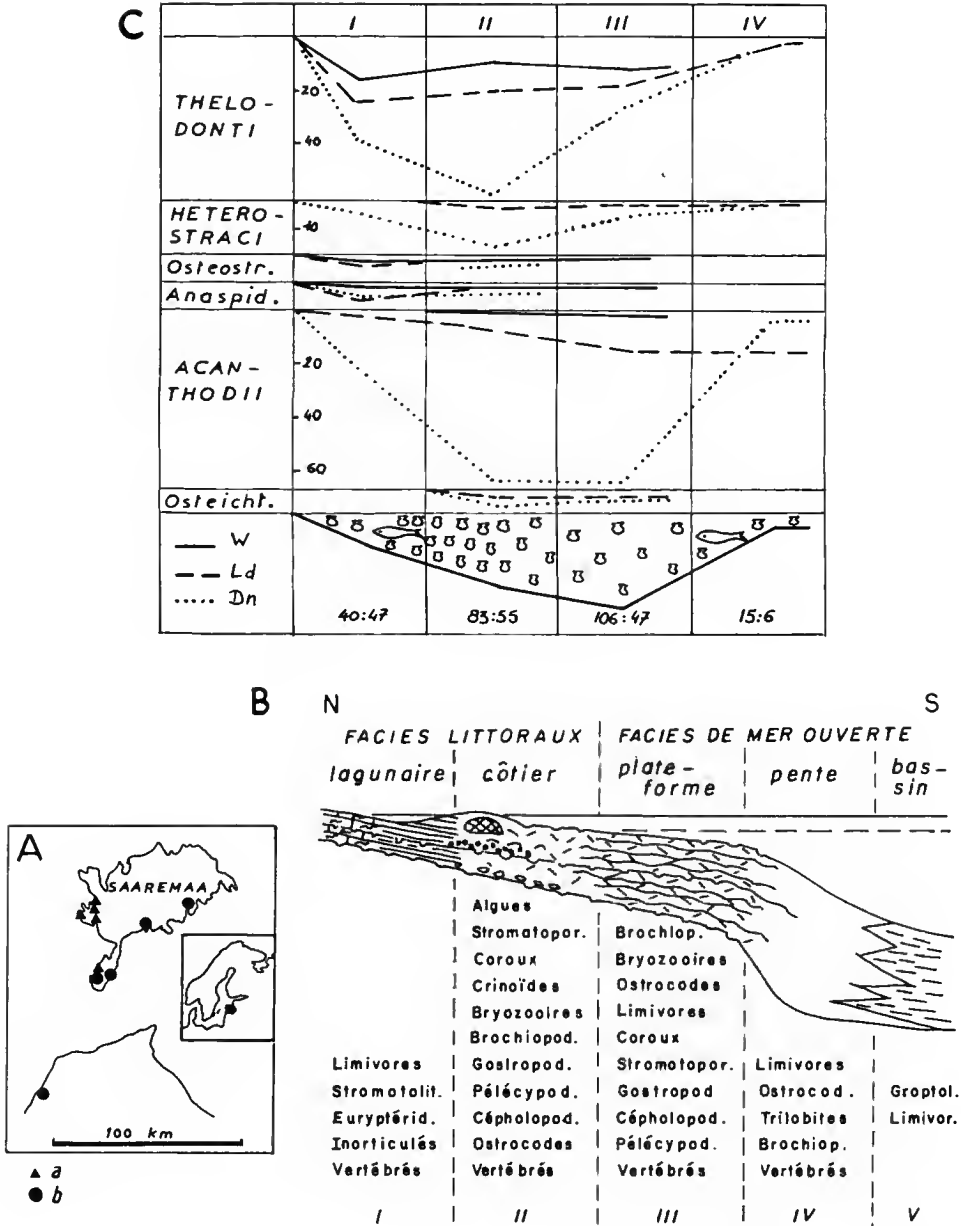 C
I II III IV
THELO-
DONTI
20
40
HETERO-
STRACI
10
Osteostr.
Anaspid.
ACAN-
THODII
20
40
60
Osteicht.
W
Ld
Dn
40:47 83:55 106:47 15:6
B N S
FACIÉS LITTORAUX FACIES DE MER OUVERTE
lagunaire côtier plate- pente bas-
forme sin
A
SAAREMAA
100 km
a
b
Algues
Stromatopor. Brochiop.
Coroux Bryozooires
Crinoïdes Ostrocodes
Bryozooires Limivores
Brochiopod. Coroux
Limivores Gostropod. Stromotopor. Limivores
Stromatolit. Pélécypod. Gostropod Ostrocod. Groptol.
Euryptérid. Cépholopod. Cépholopod. Trilobites Limivor.
Inorticulés Ostrocodes Pélécypod. Brochiop.
Vertébrés Vertébrés Vertébrés Vertébrés
I II III IV V